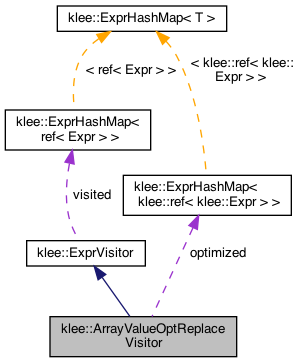 klee::ExprHashMap< T >
< ref< Expr > >
< klee::ref< klee::
Expr > >
klee::ExprHashMap<
ref< Expr > >
klee::ExprHashMap<
klee::ref< klee::Expr > >
visited
klee::ExprVisitor
optimized
klee::ArrayValueOptReplace
Visitor